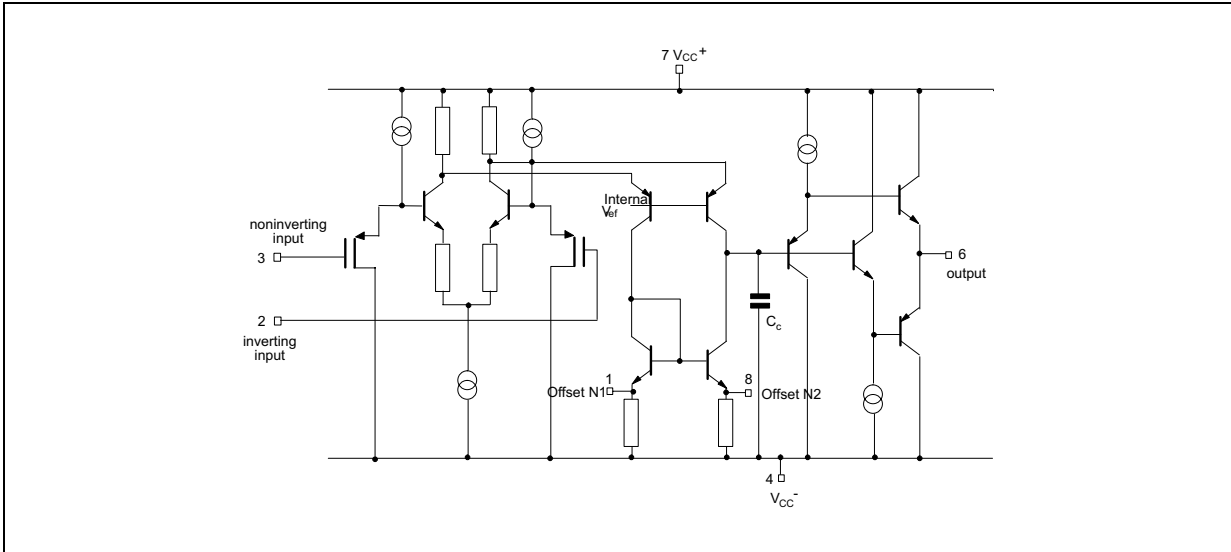 7 VCC+
Internal
Vref
noninverting
input
3
6
output
2
inverting
input
Cc
1
Offset N1
8
Offset N2
4
VCC-